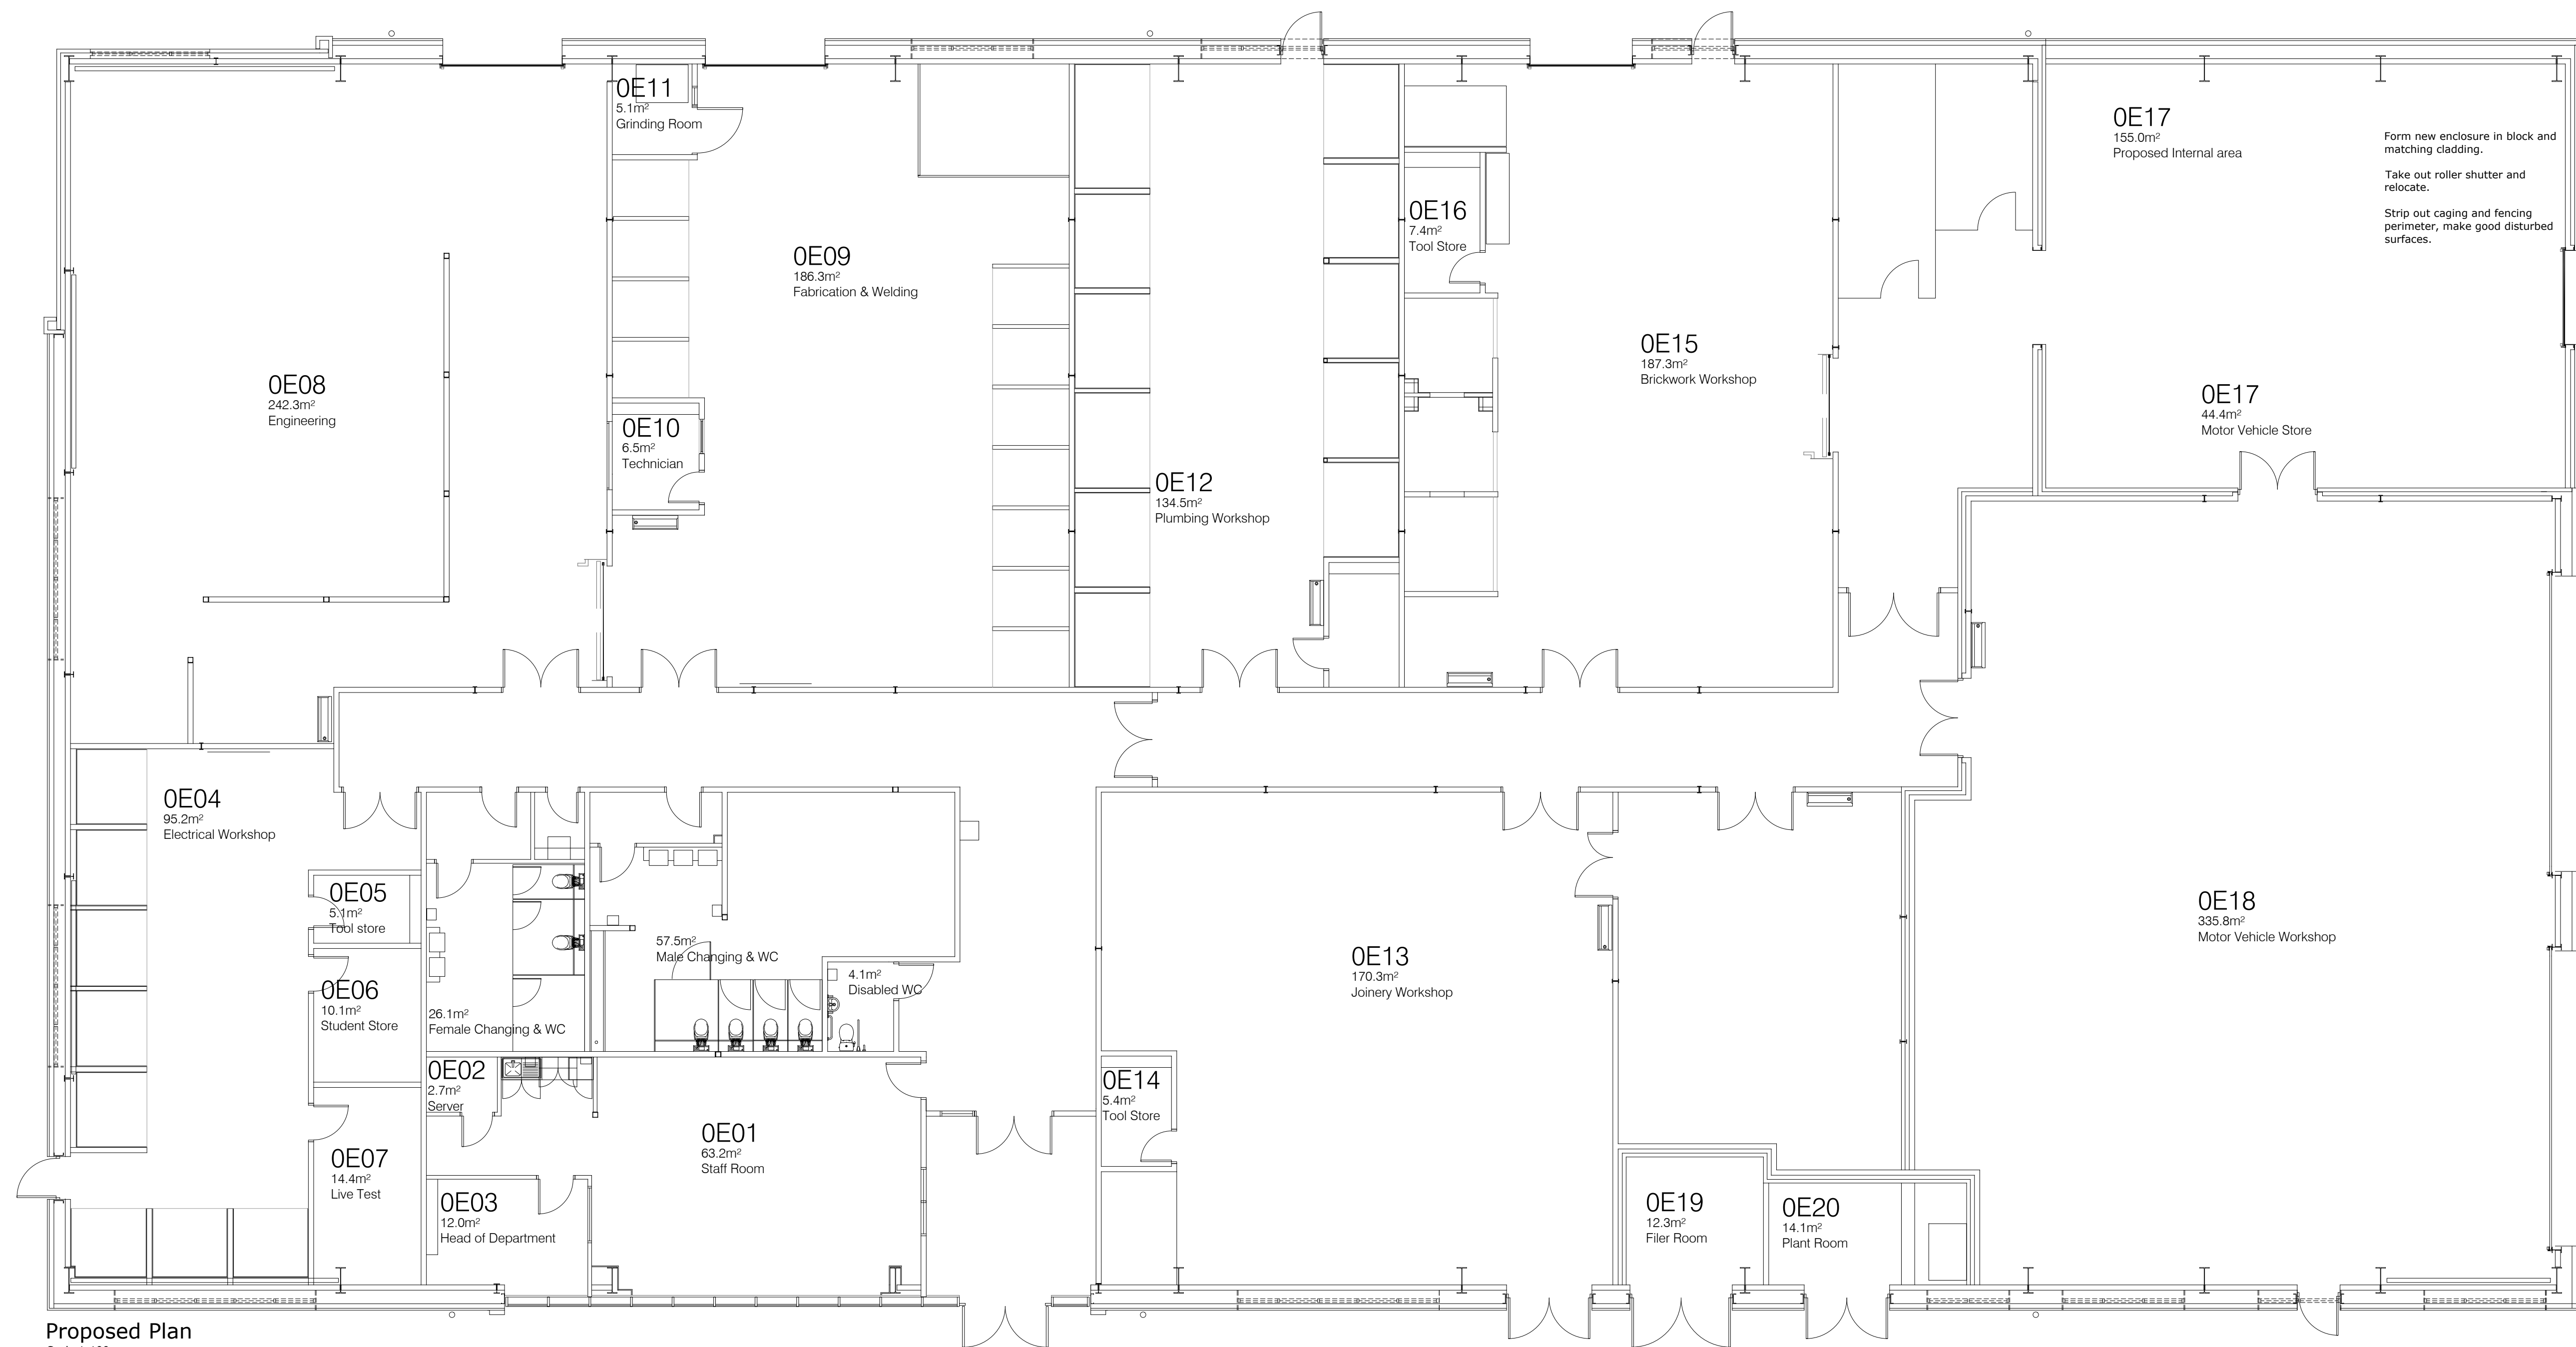 0E11
5.1m²
Grinding Room
0E17
155.0m²
Proposed Internal area
Form new enclosure in block and
matching cladding.
Take out roller shutter and
relocate.
Strip out caging and fencing
perimeter, make good disturbed
surfaces.
0E16
7.4m²
Tool Store
0E09
186.3m²
Fabrication & Welding
0E15
187.3m²
Brickwork Workshop
0E08
242.3m²
Engineering
0E17
44.4m²
Motor Vehicle Store
0E10
6.5m²
Technician
0E12
134.5m²
Plumbing Workshop
0E04
95.2m²
Electrical Workshop
0E05
5.1m²
Tool store
0E18
335.8m²
Motor Vehicle Workshop
57.5m²
Male Changing & WC
4.1m²
Disabled WC
0E13
170.3m²
Joinery Workshop
0E06
10.1m²
Student Store
26.1m²
Female Changing & WC
0E02
2.7m²
Server
0E14
5.4m²
Tool Store
0E01
63.2m²
Staff Room
0E07
14.4m²
Live Test
0E03
12.0m²
Head of Department
0E19
12.3m²
Filer Room
0E20
14.1m²
Plant Room
Proposed Plan